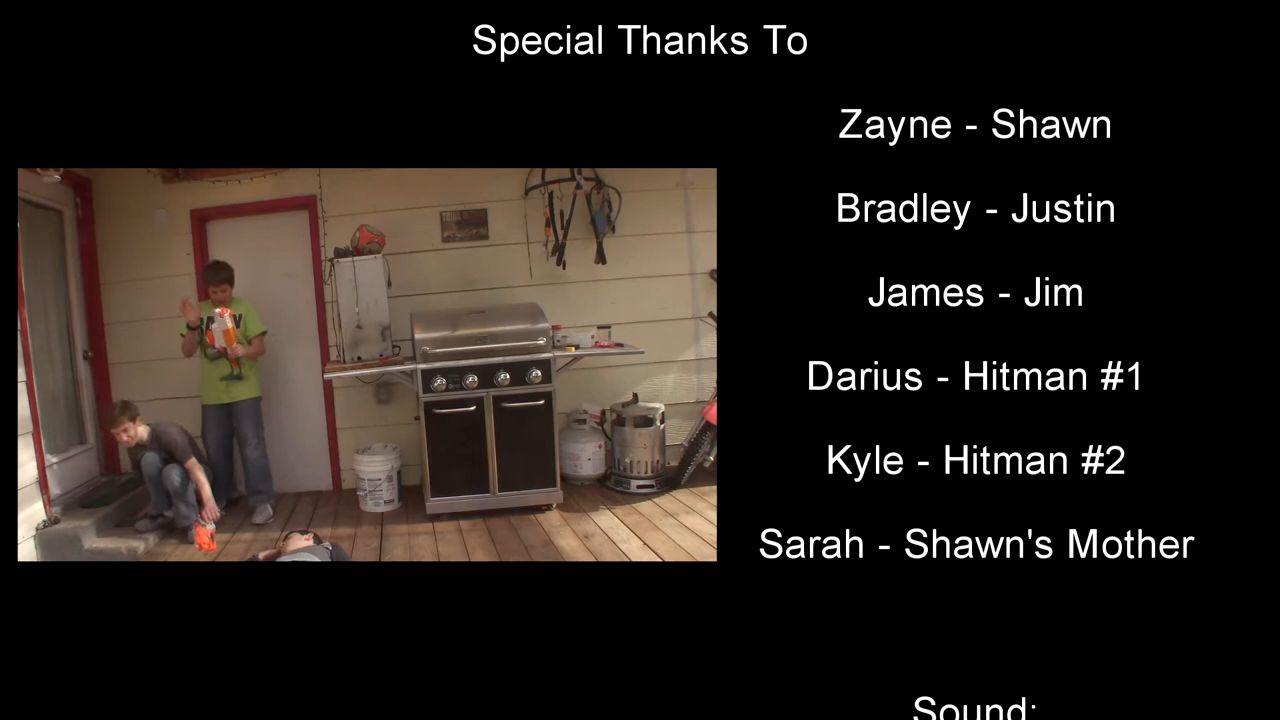 Special Thanks To
Zayne - Shawn
Bradley - Justin
James - Jim
Darius - Hitman #1
Kyle - Hitman #2
Sarah - Shawn's Mother
Sound: